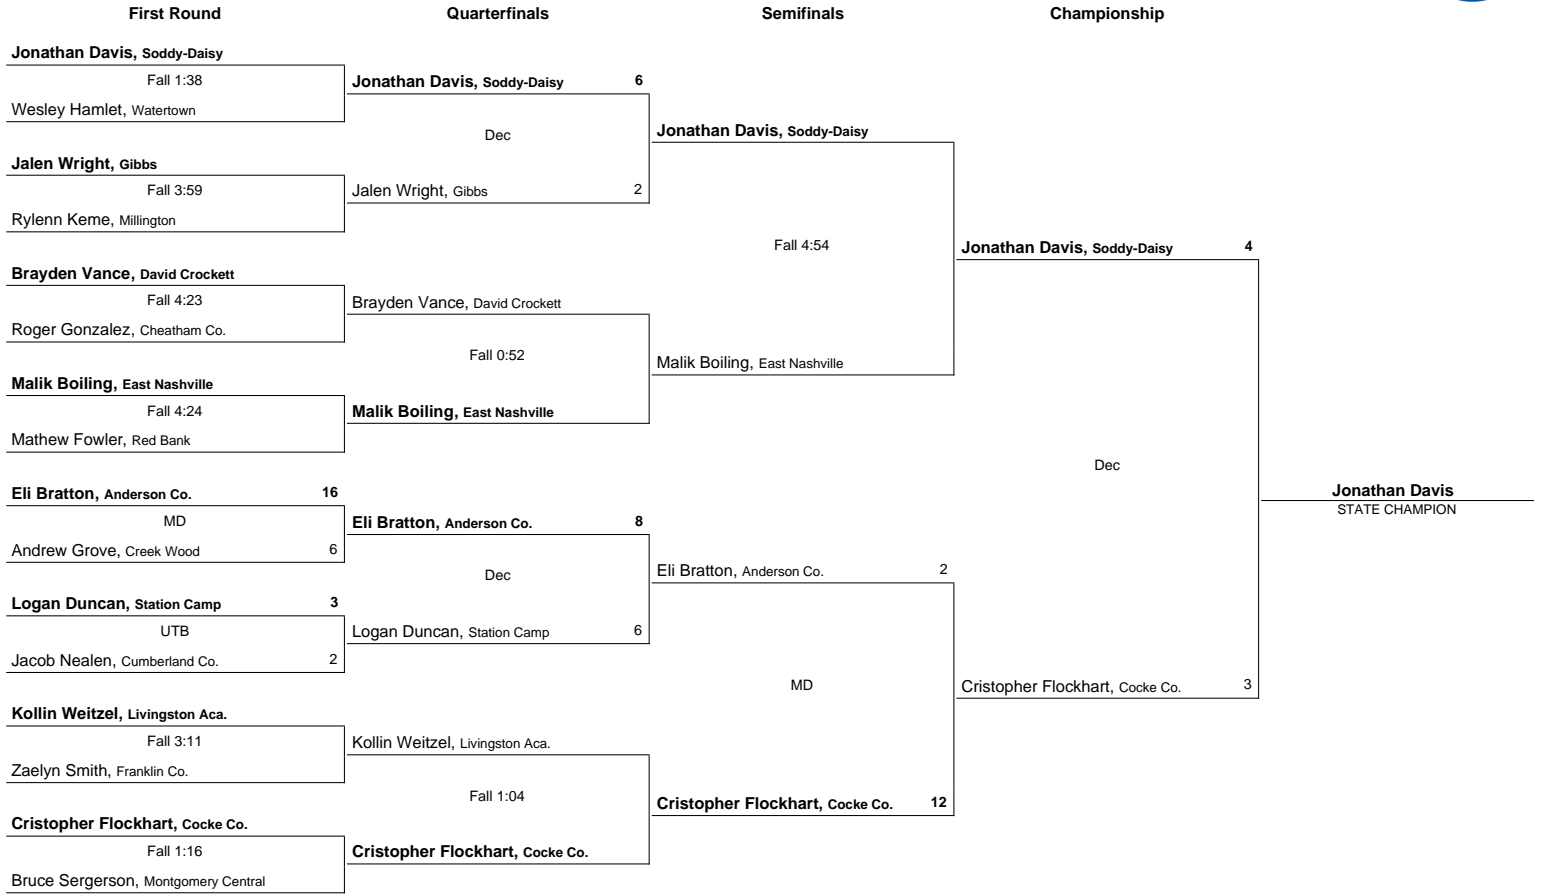 First Round Quarterfinals Semifinals Championship
Jonathan Davis, Soddy-Daisy
Fall 1:38
Wesley Hamlet, Watertown
Jalen Wright, Gibbs
Fall 3:59
Rylenn Keme, Millington
Brayden Vance, David Crockett
Fall 4:23
Roger Gonzalez, Cheatham Co.
Malik Boiling, East Nashville
Fall 4:24
Mathew Fowler, Red Bank
Eli Bratton, Anderson Co. 16
MD
Andrew Grove, Creek Wood 6
Logan Duncan, Station Camp 3
UTB
Jacob Nealen, Cumberland Co. 2
Kollin Weitzel, Livingston Aca.
Fall 3:11
Zaelyn Smith, Franklin Co.
Cristopher Flockhart, Cocke Co.
Fall 1:16
Bruce Sergerson, Montgomery Central
Jonathan Davis, Soddy-Daisy 6
Dec
Jalen Wright, Gibbs 2
Brayden Vance, David Crockett
Fall 0:52
Malik Boiling, East Nashville
Eli Bratton, Anderson Co. 8
Dec
Logan Duncan, Station Camp 6
Kollin Weitzel, Livingston Aca.
Fall 1:04
Cristopher Flockhart, Cocke Co.
Jonathan Davis, Soddy-Daisy
Fall 4:54
Malik Boiling, East Nashville
Eli Bratton, Anderson Co. 2
MD
Cristopher Flockhart, Cocke Co. 12
Jonathan Davis, Soddy-Daisy 4
Dec
Cristopher Flockhart, Cocke Co. 3
Jonathan Davis
STATE CHAMPION